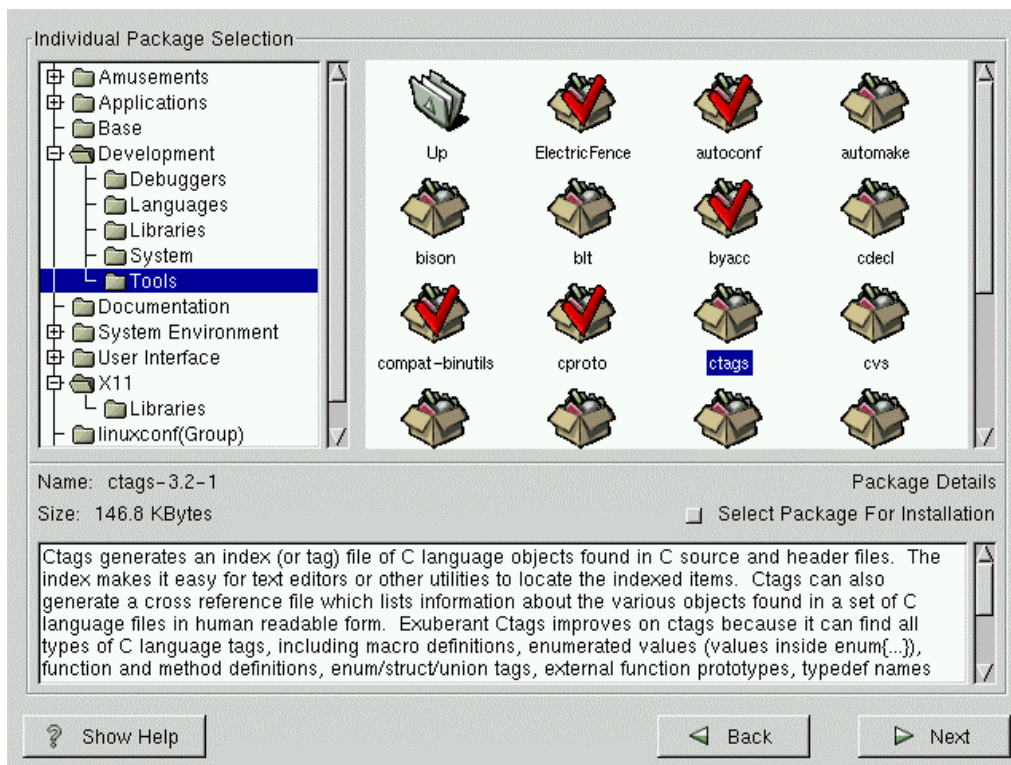 Individual Package Selection
Amusements
Applications
Base
Development
Debuggers
Languages
Libraries
System
Tools
Documentation
System Environment
User Interface
X11
Libraries
linuxconf(Group)
Up
ElectricFence
autoconf
automake
bison
blt
byacc
cdecl
compat-binutils
cproto
ctags
cvs
Name: ctags-3.2-1
Package Details
Size: 146.8 KBytes
Select Package For Installation
Ctags generates an index (or tag) file of C language objects found in C source and header files. The
index makes it easy for text editors or other utilities to locate the indexed items. Ctags can also
generate a cross reference file which lists information about the various objects found in a set of C
language files in human readable form. Exuberant Ctags improves on ctags because it can find all
types of C language tags, including macro definitions, enumerated values (values inside enum{...}),
function and method definitions, enum/struct/union tags, external function prototypes, typedef names
Show Help
Back
Next